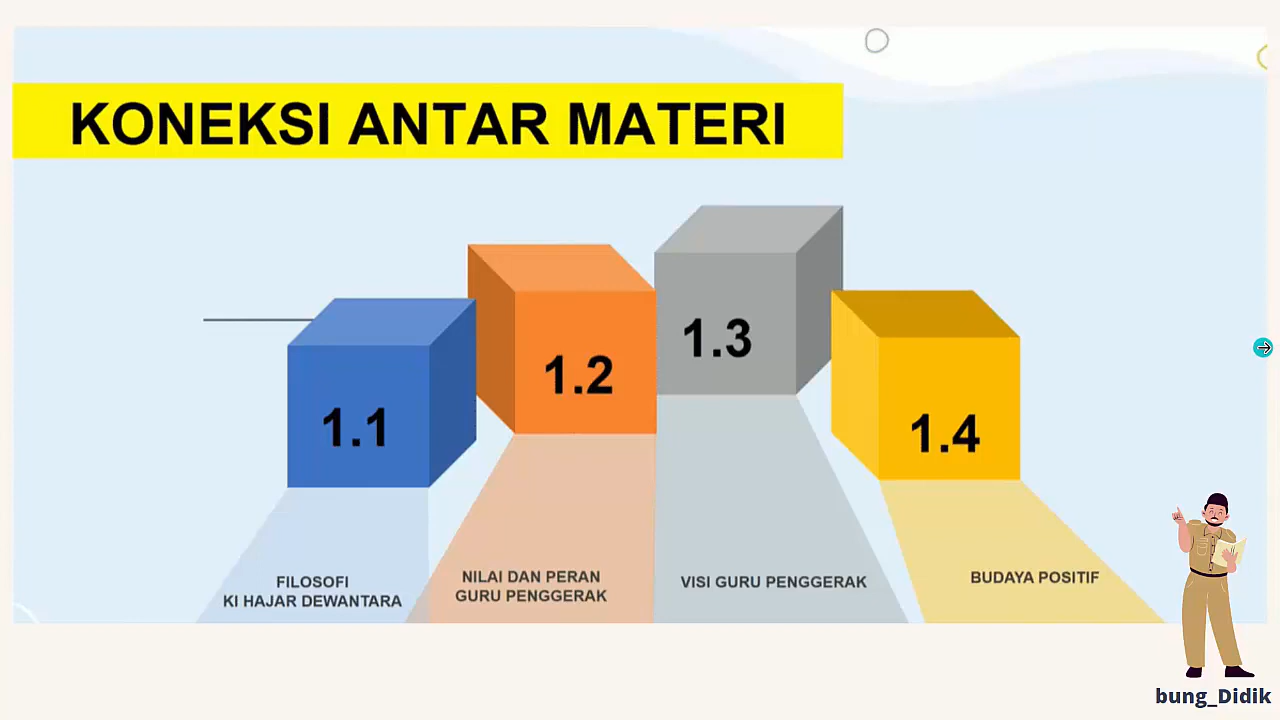 KONEKSI ANTAR MATERI
1.1
1.2
1.3
1.4
FILOSOFI
KI HAJAR DEWANTARA
NILAI DAN PERAN
GURU PENGGERAK
VISI GURU PENGGERAK
BUDAYA POSITIF
bung_Didik